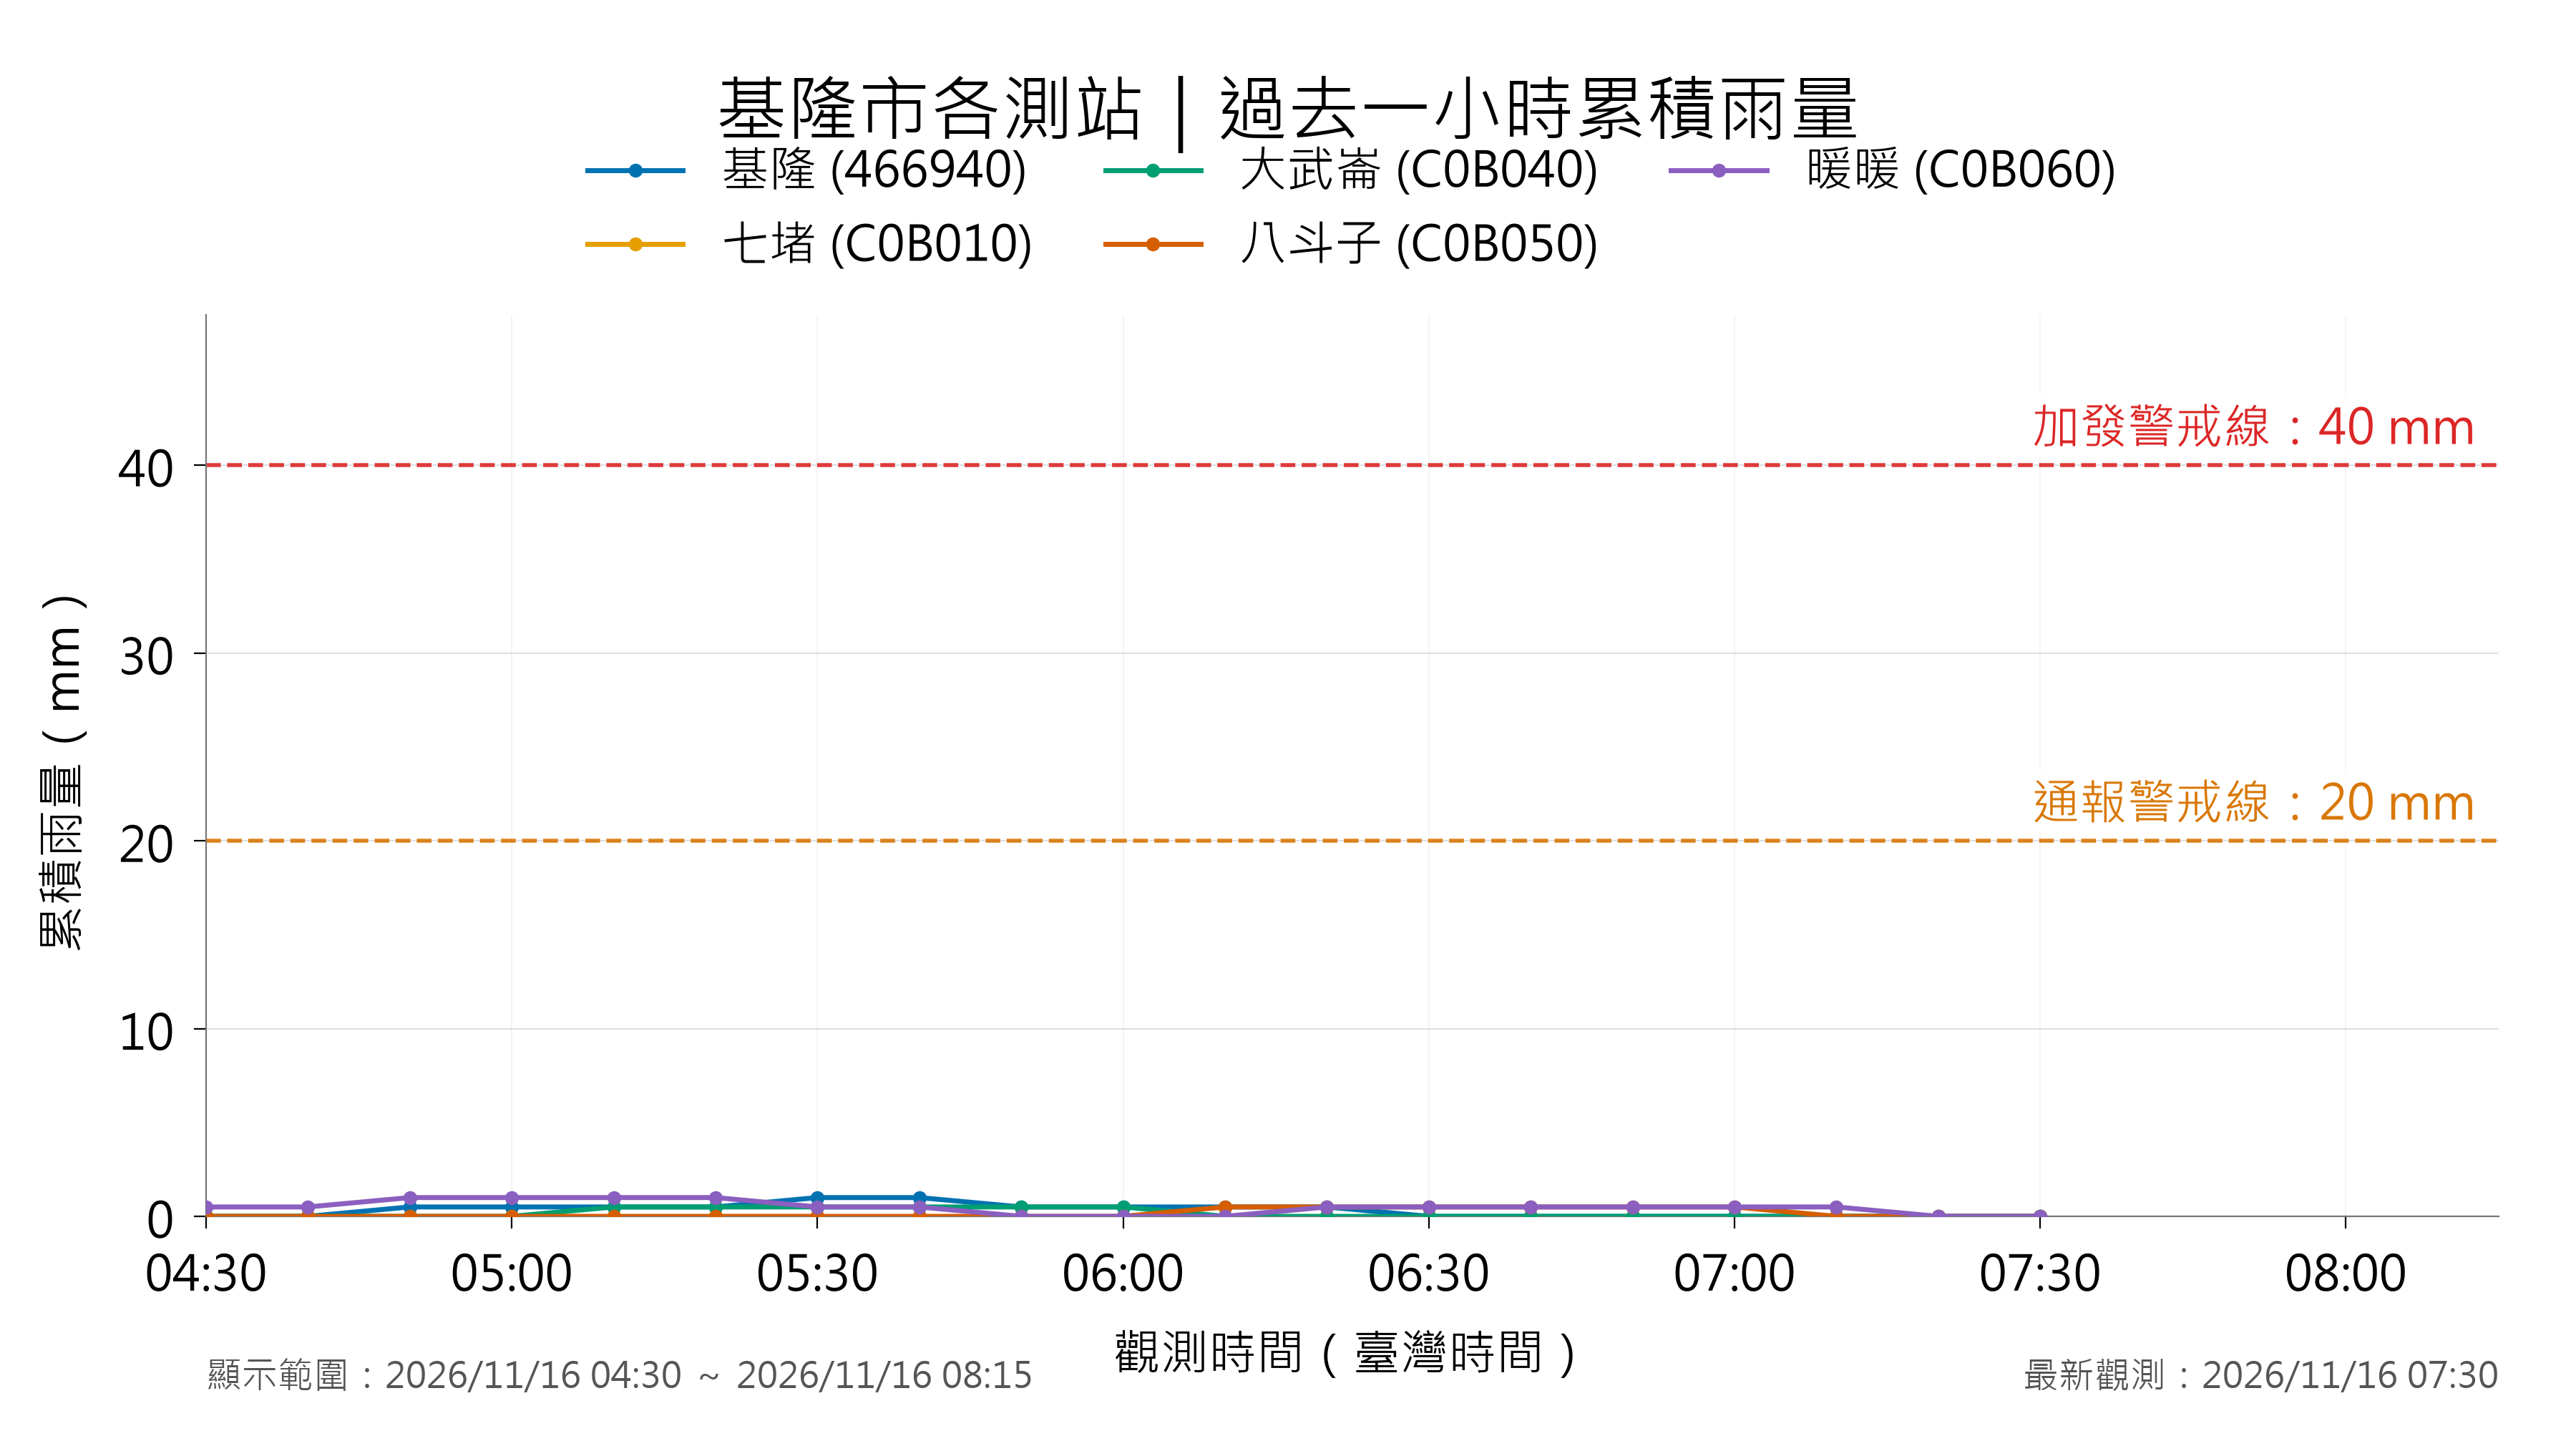 基隆市各測站｜過去一小時累積雨量
基隆 (466940)
大武崙 (C0B040)
暖暖 (C0B060)
七堵 (C0B010)
八斗子 (C0B050)
加發警戒線：40 mm
通報警戒線：20 mm
累積雨量（mm）
40
30
20
10
0
04:30
05:00
05:30
06:00
06:30
07:00
07:30
08:00
觀測時間（臺灣時間）
顯示範圍：2026/11/16 04:30 ~ 2026/11/16 08:15
最新觀測：2026/11/16 07:30